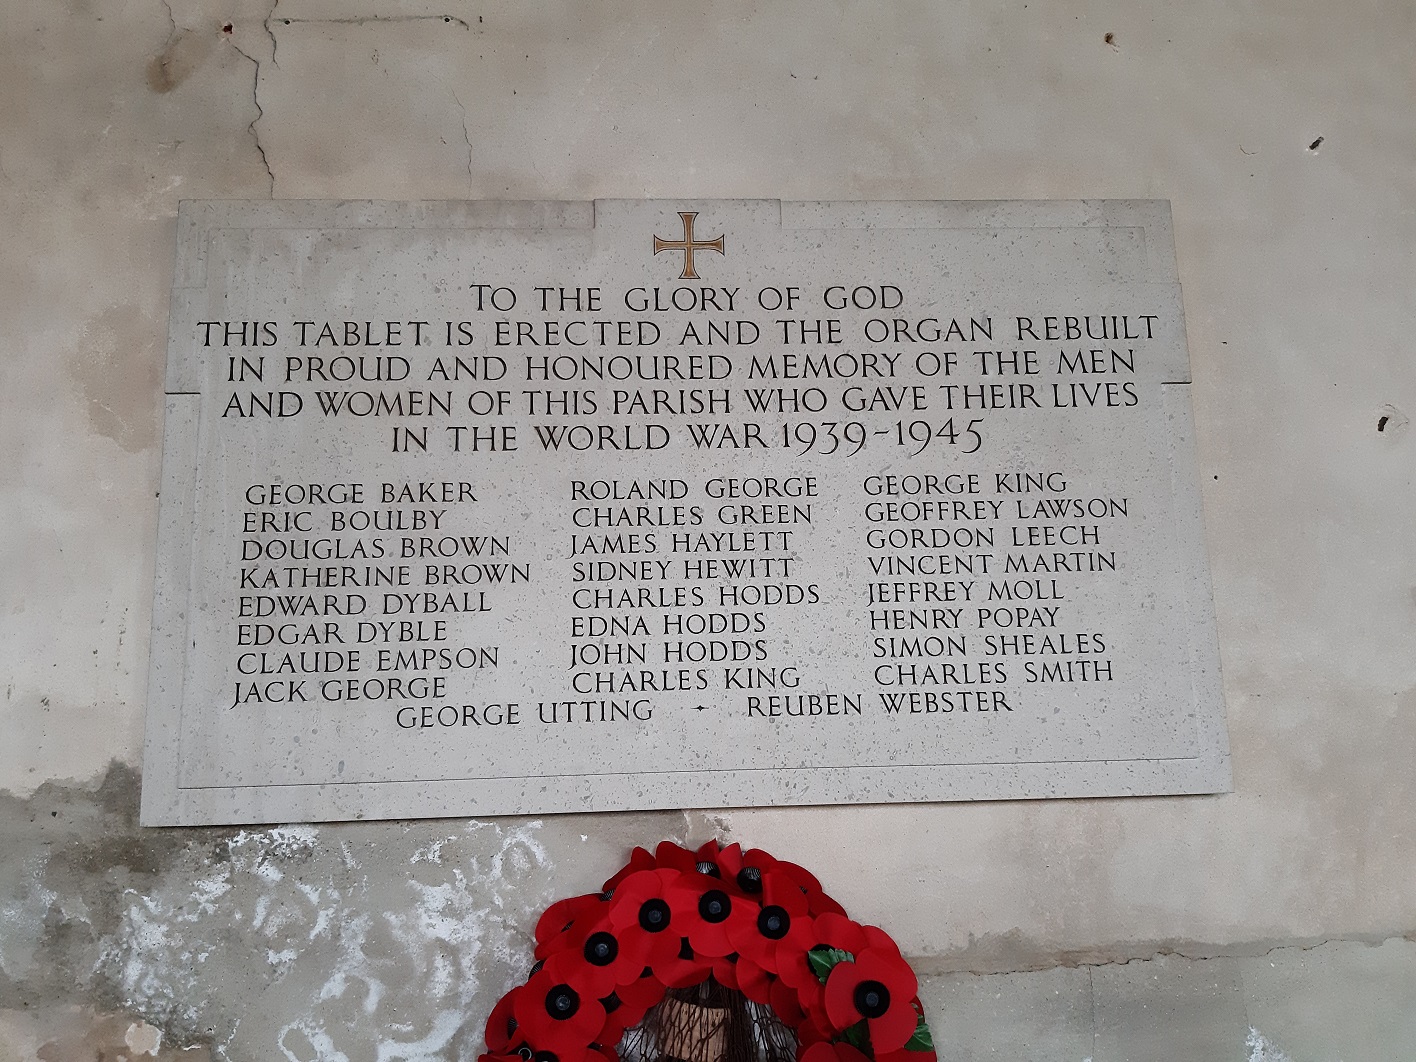 TO THE GLORY OF GOD
THIS TABLET IS ERECTED AND THE ORGAN REBUILT
IN PROUD AND HONOURED MEMORY OF THE MEN
AND WOMEN OF THIS PARISH WHO GAVE THEIR LIVES
IN THE WORLD WAR 1939-1945
GEORGE BAKER
ERIC BOULBY
DOUGLAS BROWN
KATHERINE BROWN
EDWARD DYBALL
EDGAR DYBLE
CLAUDE EMPSON
JACK GEORGE
ROLAND GEORGE
CHARLES GREEN
JAMES HAYLETT
SIDNEY HEWITT
CHARLES HODDS
EDNA HODDS
JOHN HODDS
CHARLES KING
GEORGE KING
GEOFFREY LAWSON
GORDON LEECH
VINCENT MARTIN
JEFFREY MOLL
HENRY POPAY
SIMON SHEALES
CHARLES SMITH
GEORGE UTTING + REUBEN WEBSTER